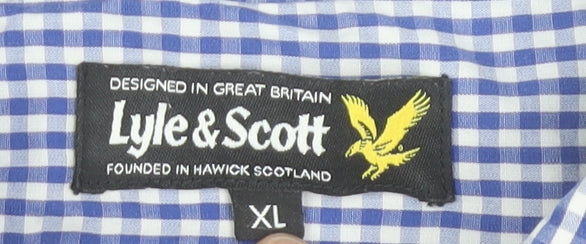 DESIGNED IN GREAT BRITAIN
Lyle & Scott
FOUNDED IN HAWICK SCOTLAND
XL